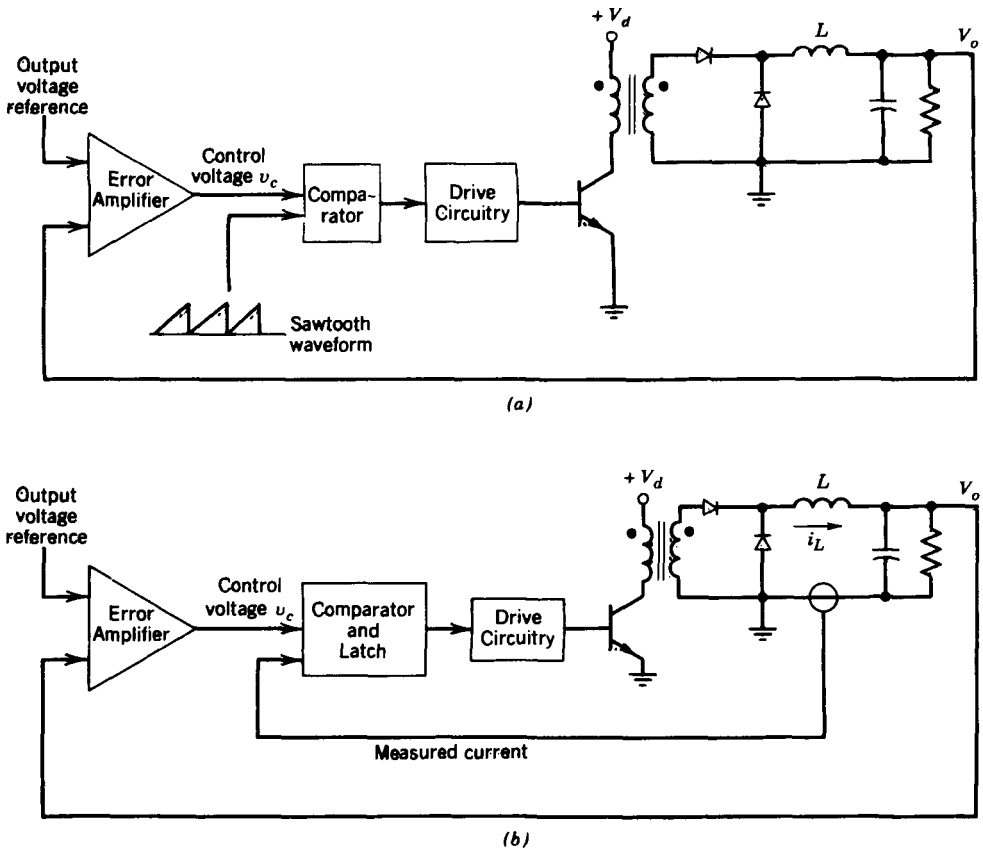 + V_d
L
V_o
Output
voltage
reference
Error
Amplifier
Control
voltage v_c
Compa-
rator
Drive
Circuitry
Sawtooth
waveform
(a)
+ V_d
L
V_o
i_L
Output
voltage
reference
Error
Amplifier
Control
voltage v_c
Comparator
and
Latch
Drive
Circuitry
Measured current
(b)